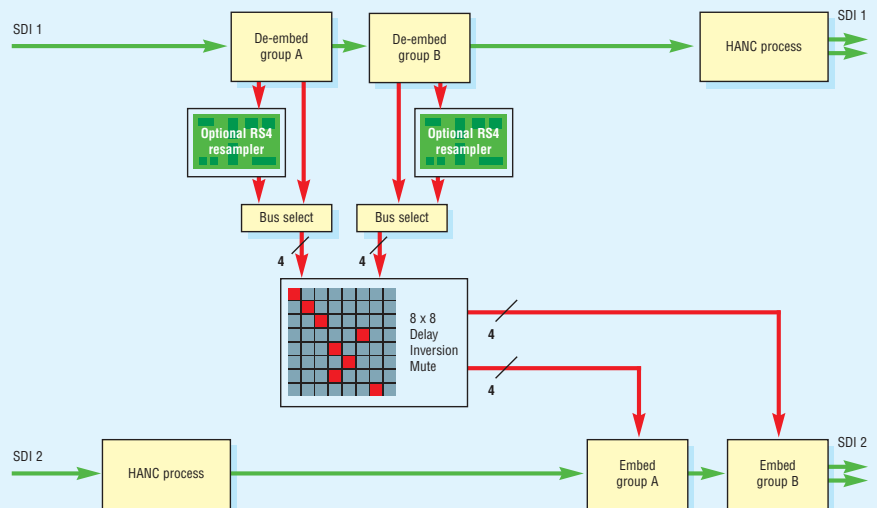 SDI 1
De-embed
group A
De-embed
group B
HANC process
SDI 1
Optional RS4
resampler
Optional RS4
resampler
Bus select
Bus select
4
4
8 x 8
Delay
Inversion
Mute
4
4
SDI 2
HANC process
Embed
group A
Embed
group B
SDI 2